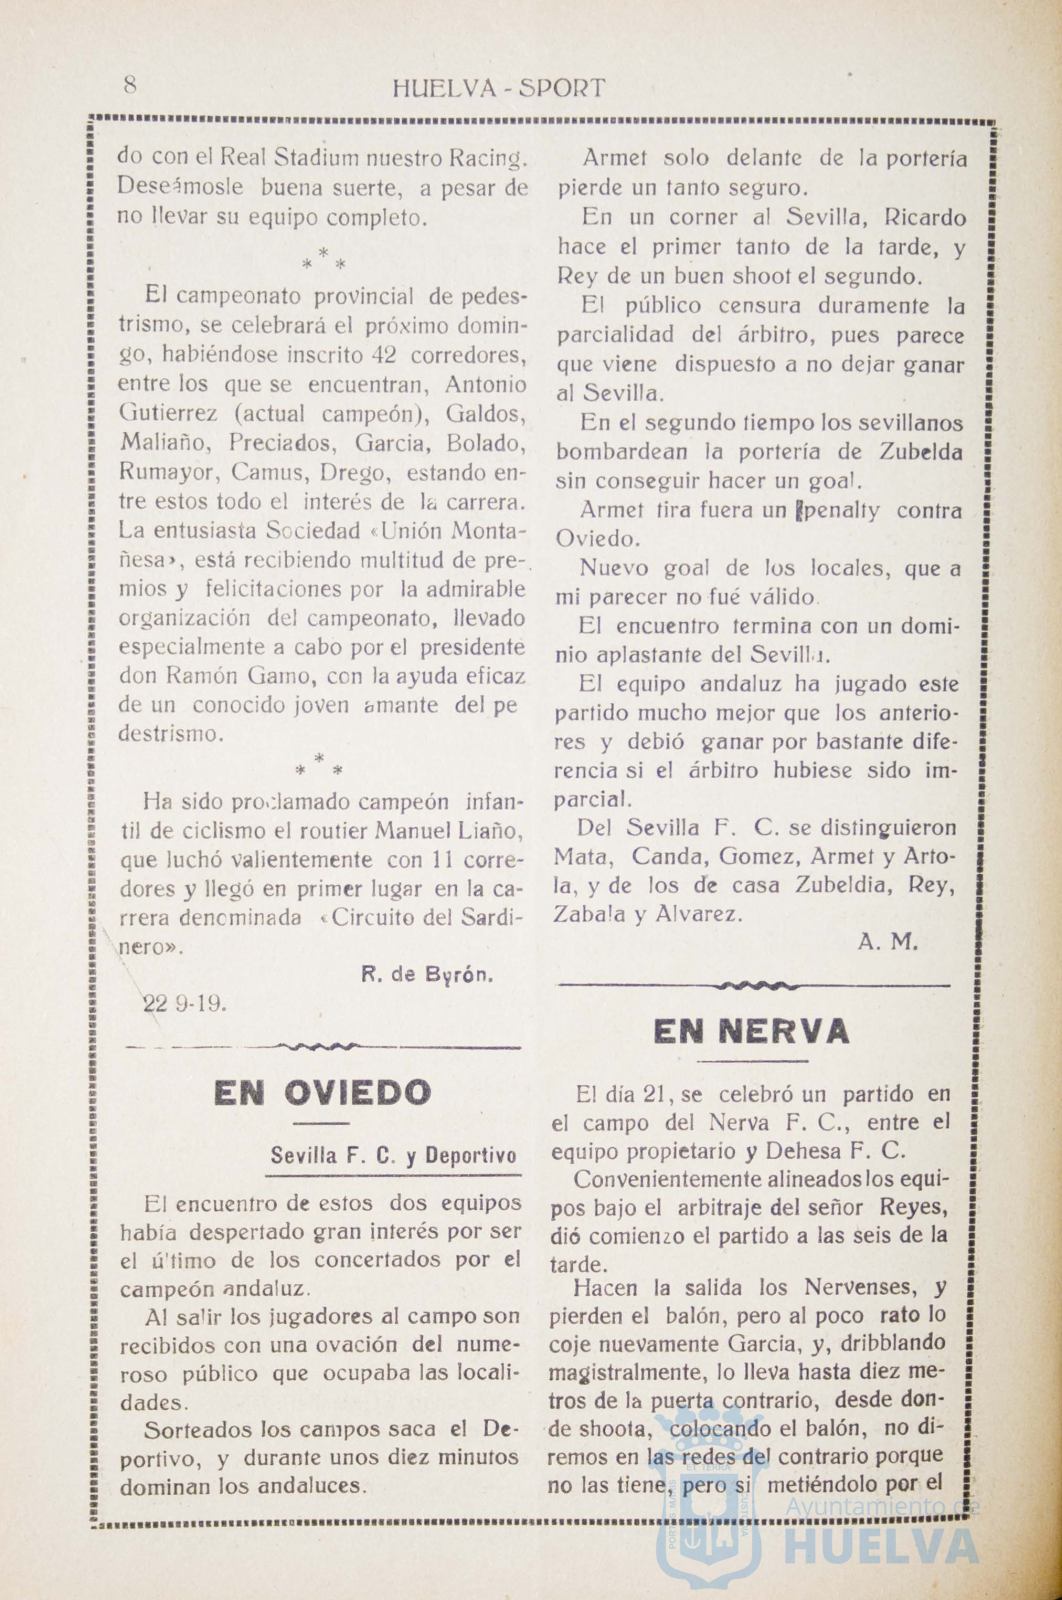 8
HUELVA - SPORT
do con el Real Stadium nuestro Racing.
Deseámosle buena suerte, a pesar de
no llevar su equipo completo.
* * *
El campeonato provincial de pedes-
trismo, se celebrará el próximo domin-
go, habiéndose inscrito 42 corredores,
entre los que se encuentran, Antonio
Gutierrez (actual campeón), Galdos,
Maliaño, Preciados, Garcia, Bolado,
Rumayor, Camus, Drego, estando en-
tre estos todo el interés de la carrera.
La entusiasta Sociedad «Unión Monta-
ñesa», está recibiendo multitud de pre-
mios y felicitaciones por la admirable
organización del campeonato, llevado
especialmente a cabo por el presidente
don Ramón Gamo, con la ayuda eficaz
de un conocido joven amante del pe
destrismo.
* * *
Ha sido proclamado campeón infan-
til de ciclismo el routier Manuel Liaño,
que luchó valientemente con 11 corre-
dores y llegó en primer lugar en la ca-
rrera denominada «Circuito del Sardi-
nero».
R. de Byrón.
22 9-19.
EN OVIEDO
Sevilla F. C. y Deportivo
El encuentro de estos dos equipos
había despertado gran interés por ser
el ú'timo de los concertados por el
campeón andaluz.
Al salir los jugadores al campo son
recibidos con una ovación del nume-
roso público que ocupaba las locali-
dades.
Sorteados los campos saca el De-
portivo, y durante unos diez minutos
dominan los andaluces.
Armet solo delante de la portería
pierde un tanto seguro.
En un corner al Sevilla, Ricardo
hace el primer tanto de la tarde, y
Rey de un buen shoot el segundo.
El público censura duramente la
parcialidad del árbitro, pues parece
que viene dispuesto a no dejar ganar
al Sevilla.
En el segundo tiempo los sevillanos
bombardean la portería de Zubelda
sin conseguir hacer un goal.
Armet tira fuera un penalty contra
Oviedo.
Nuevo goal de los locales, que a
mi parecer no fué válido.
El encuentro termina con un domi-
nio aplastante del Sevilla.
El equipo andaluz ha jugado este
partido mucho mejor que los anterio-
res y debió ganar por bastante dife-
rencia si el árbitro hubiese sido im-
parcial.
Del Sevilla F. C. se distinguieron
Mata, Canda, Gomez, Armet y Arto-
la, y de los de casa Zubeldia, Rey,
Zabala y Alvarez.
A. M.
EN NERVA
El día 21, se celebró un partido en
el campo del Nerva F. C., entre el
equipo propietario y Dehesa F. C.
Convenientemente alineados los equi-
pos bajo el arbitraje del señor Reyes,
dió comienzo el partido a las seis de la
tarde.
Hacen la salida los Nervenses, y
pierden el balón, pero al poco rato lo
coje nuevamente Garcia, y, dribblando
magistralmente, lo lleva hasta diez me-
tros de la puerta contrario, desde don-
de shoota, colocando el balón, no di-
remos en las redes del contrario porque
no las tiene, pero si metiéndolo por el
Ayuntamiento de
HUELVA
PORTUS MARIS
ET TERRÆ
CUSTODIA